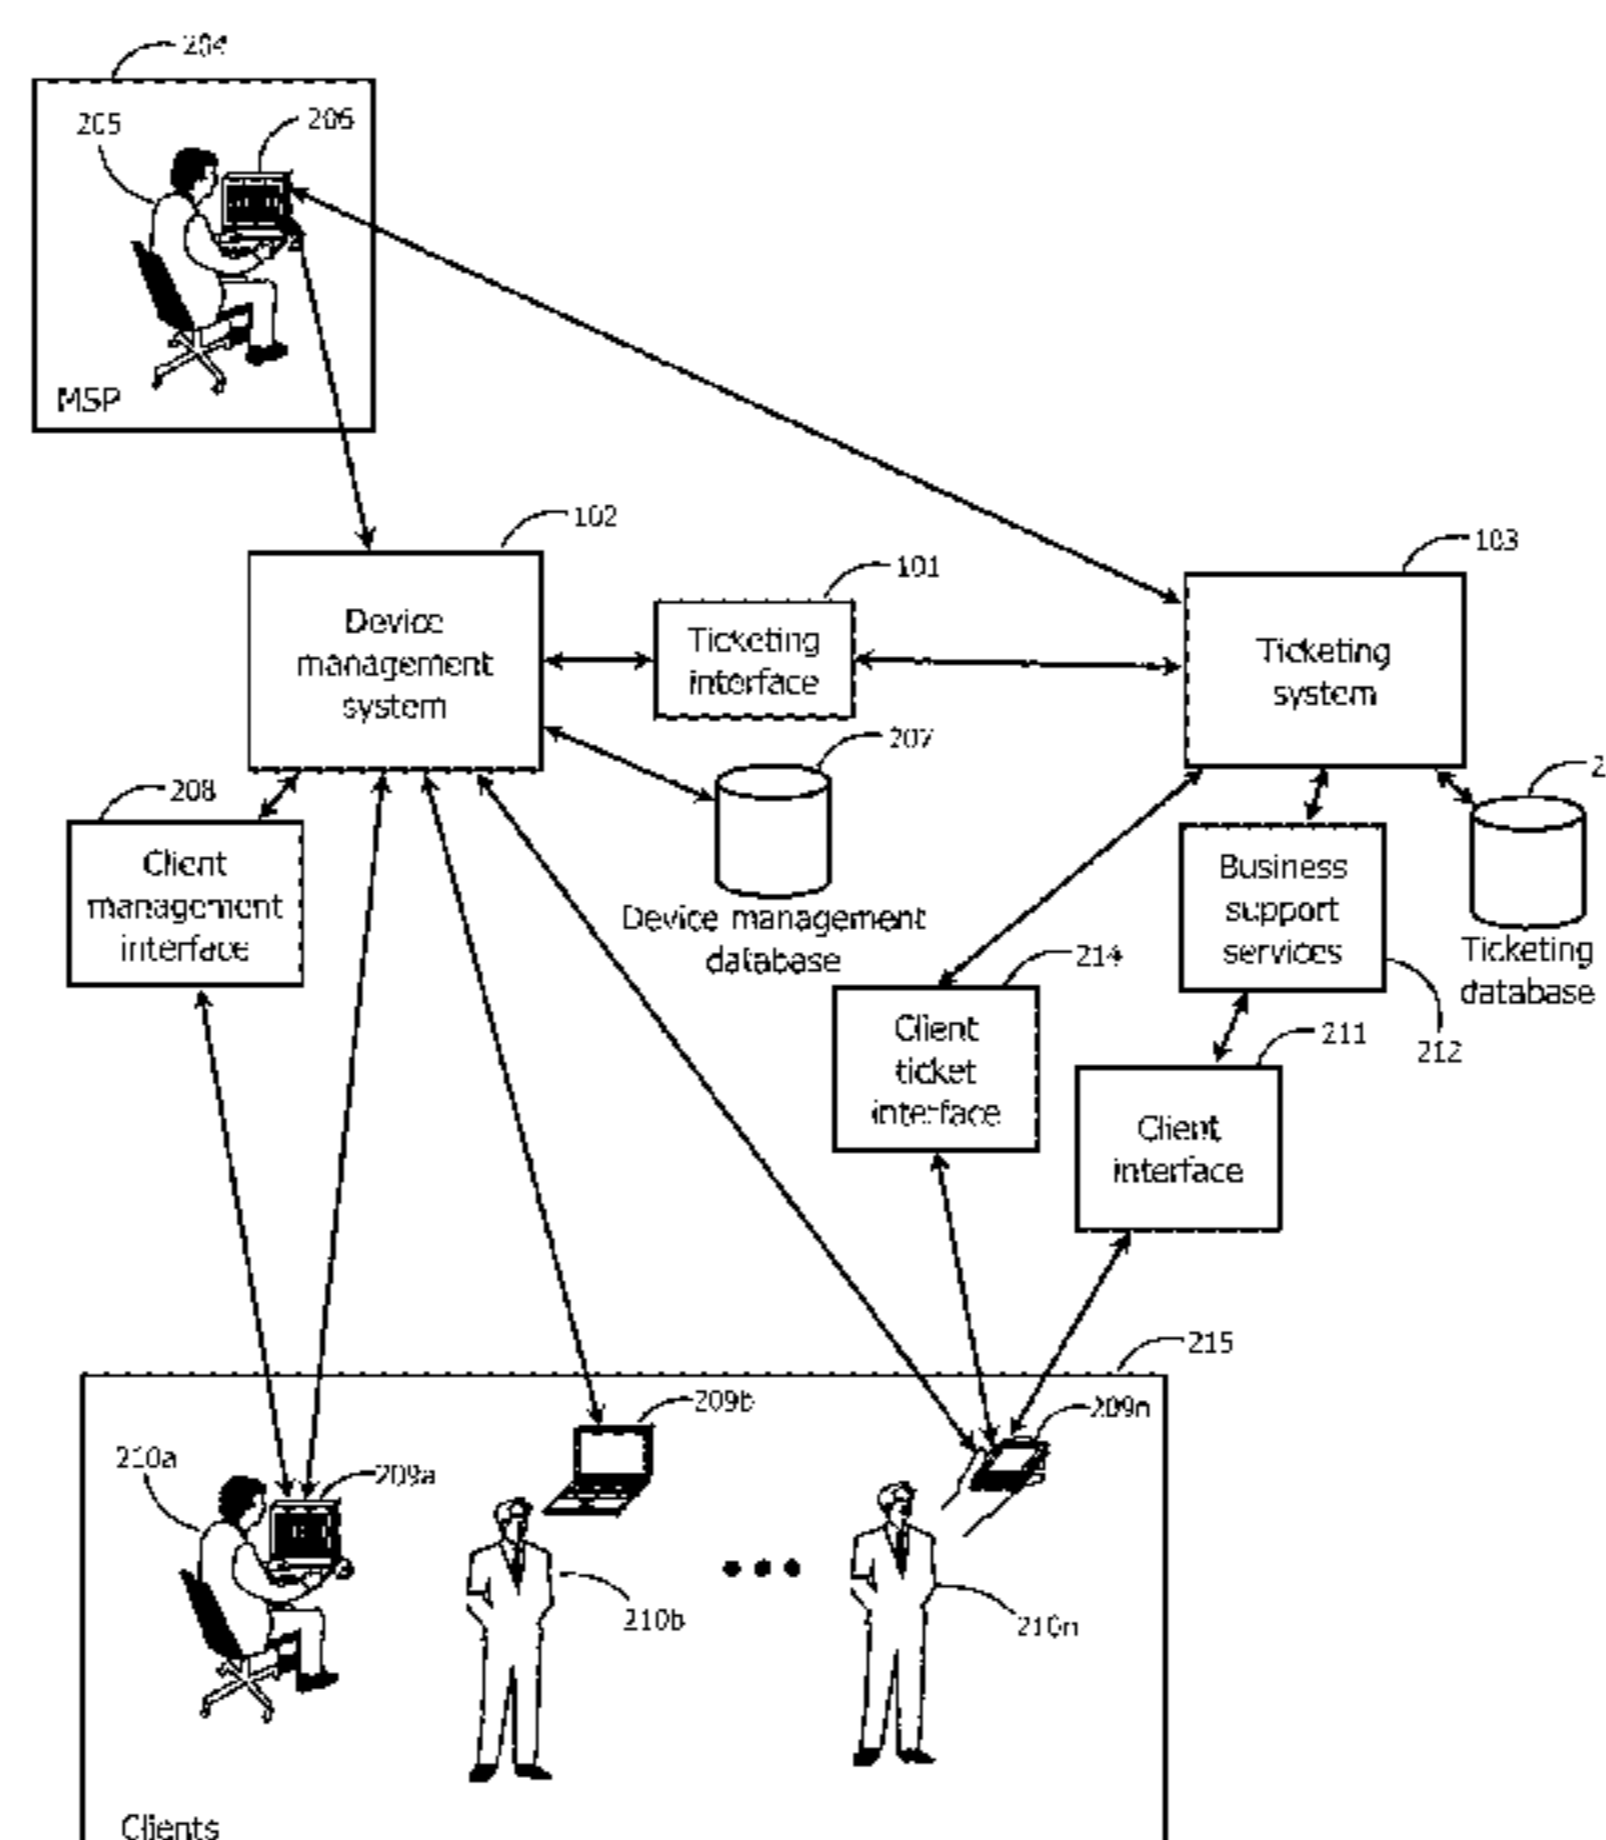 204
205
206
MSP
102
101
103
Device
management
system
Ticketing
interface
Ticketing
system
207
2
208
Client
management
interface
Device management
database
Business
support
services
Ticketing
database
214
212
Client
ticket
interface
211
Client
interface
215
209b
209n
210a
209a
210b
210n
Clients